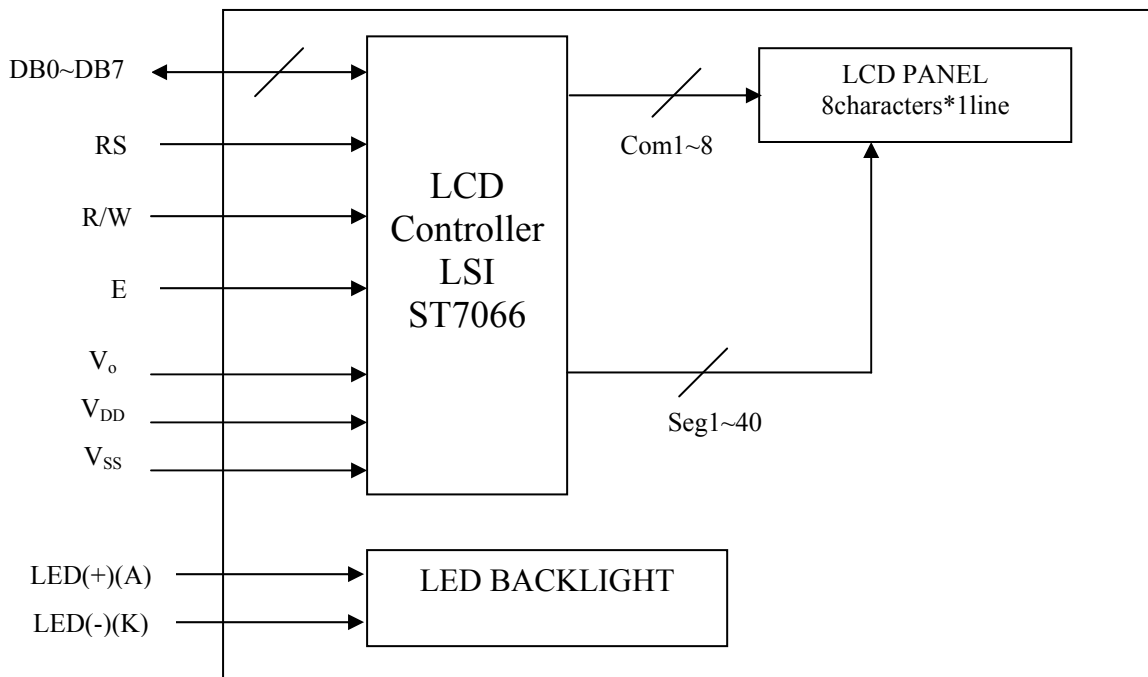 DB0~DB7
RS
R/W
E
Vo
VDD
VSS
LED(+)(A)
LED(-)(K)
LCD
Controller
LSI
ST7066
Com1~8
Seg1~40
LCD PANEL
8characters*1line
LED BACKLIGHT